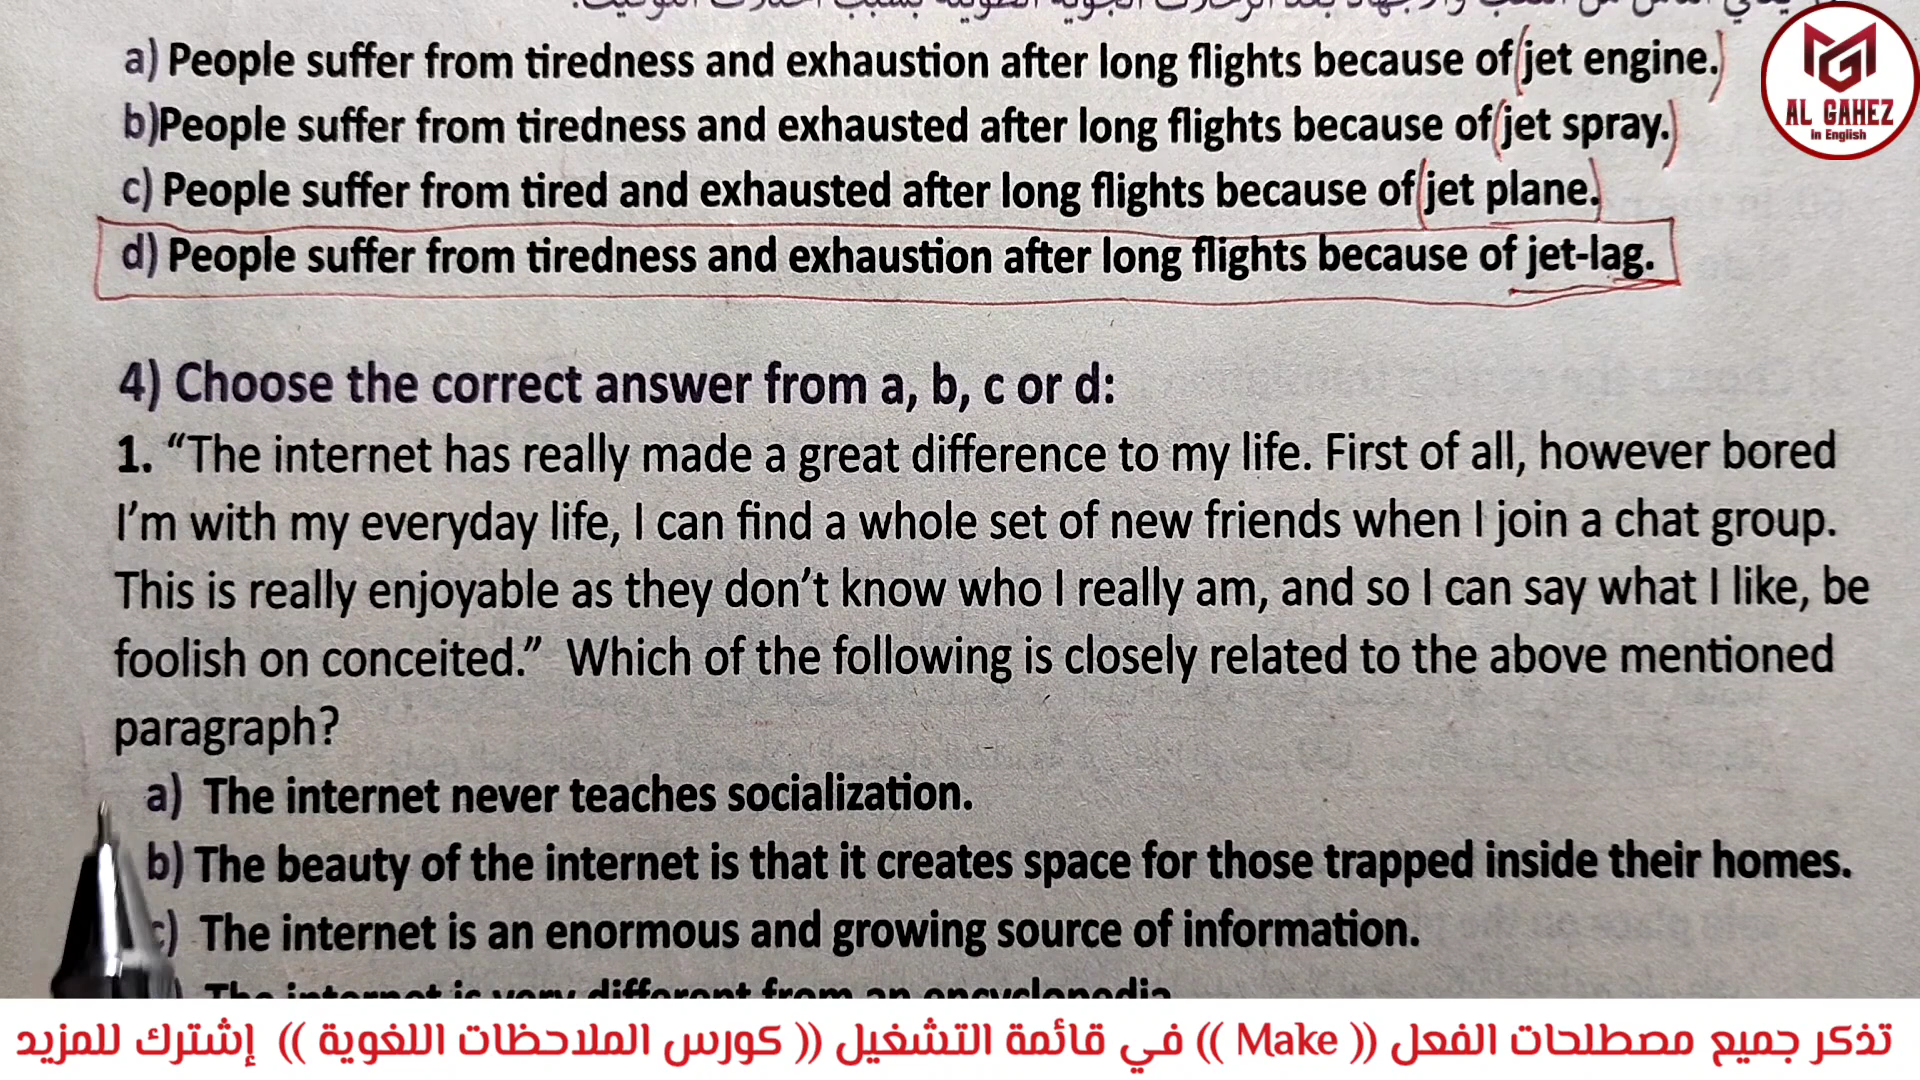 a) People suffer from tiredness and exhaustion after long flights because of jet engine.
b)People suffer from tiredness and exhausted after long flights because of jet spray.
c) People suffer from tired and exhausted after long flights because of jet plane.
d) People suffer from tiredness and exhaustion after long flights because of jet-lag.
AL GAHEZ
in English
4) Choose the correct answer from a, b, c or d:
1. “The internet has really made a great difference to my life. First of all, however bored
I’m with my everyday life, I can find a whole set of new friends when I join a chat group.
This is really enjoyable as they don’t know who I really am, and so I can say what I like, be
foolish on conceited.” Which of the following is closely related to the above mentioned
paragraph?
a) The internet never teaches socialization.
b) The beauty of the internet is that it creates space for those trapped inside their homes.
c) The internet is an enormous and growing source of information.
The internet is very different from an encyclopedia
تذكر جميع مصطلحات الفعل (( Make )) في قائمة التشغيل (( كورس الملاحظات اللغوية )) إشترك للمزيد